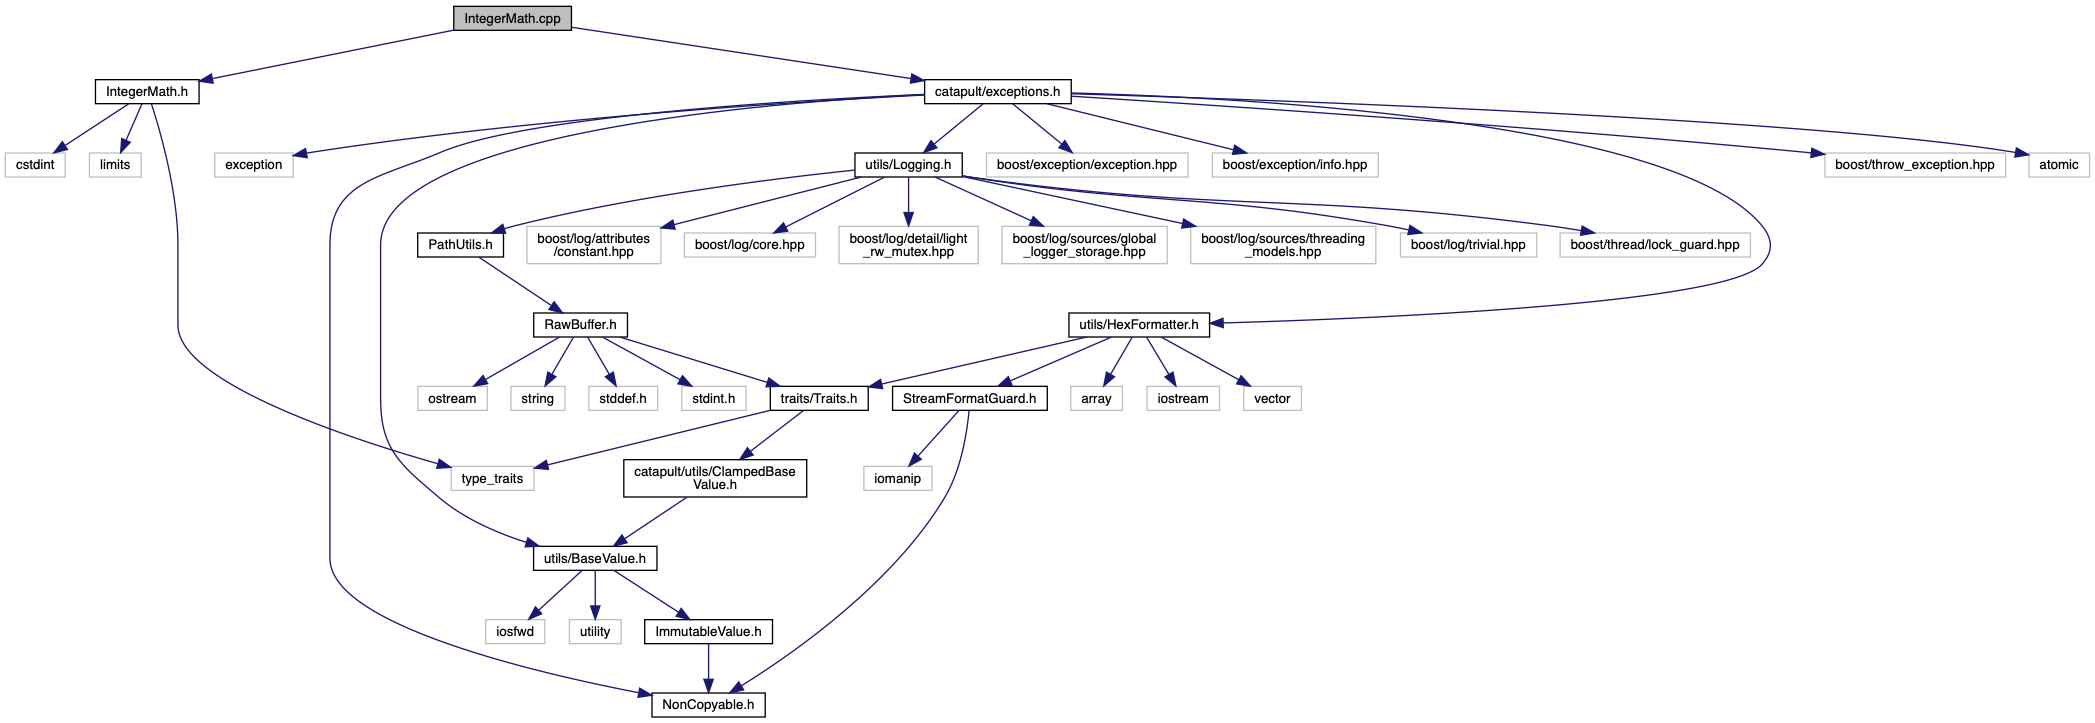 IntegerMath.cpp
IntegerMath.h
catapult/exceptions.h
cstdint
limits
exception
utils/Logging.h
boost/exception/exception.hpp
boost/exception/info.hpp
boost/throw_exception.hpp
atomic
PathUtils.h
boost/log/attributes
/constant.hpp
boost/log/core.hpp
boost/log/detail/light
_rw_mutex.hpp
boost/log/sources/global
_logger_storage.hpp
boost/log/sources/threading
_models.hpp
boost/log/trivial.hpp
boost/thread/lock_guard.hpp
RawBuffer.h
utils/HexFormatter.h
ostream
string
stddef.h
stdint.h
traits/Traits.h
StreamFormatGuard.h
array
iostream
vector
type_traits
catapult/utils/ClampedBase
Value.h
iomanip
utils/BaseValue.h
iosfwd
utility
ImmutableValue.h
NonCopyable.h